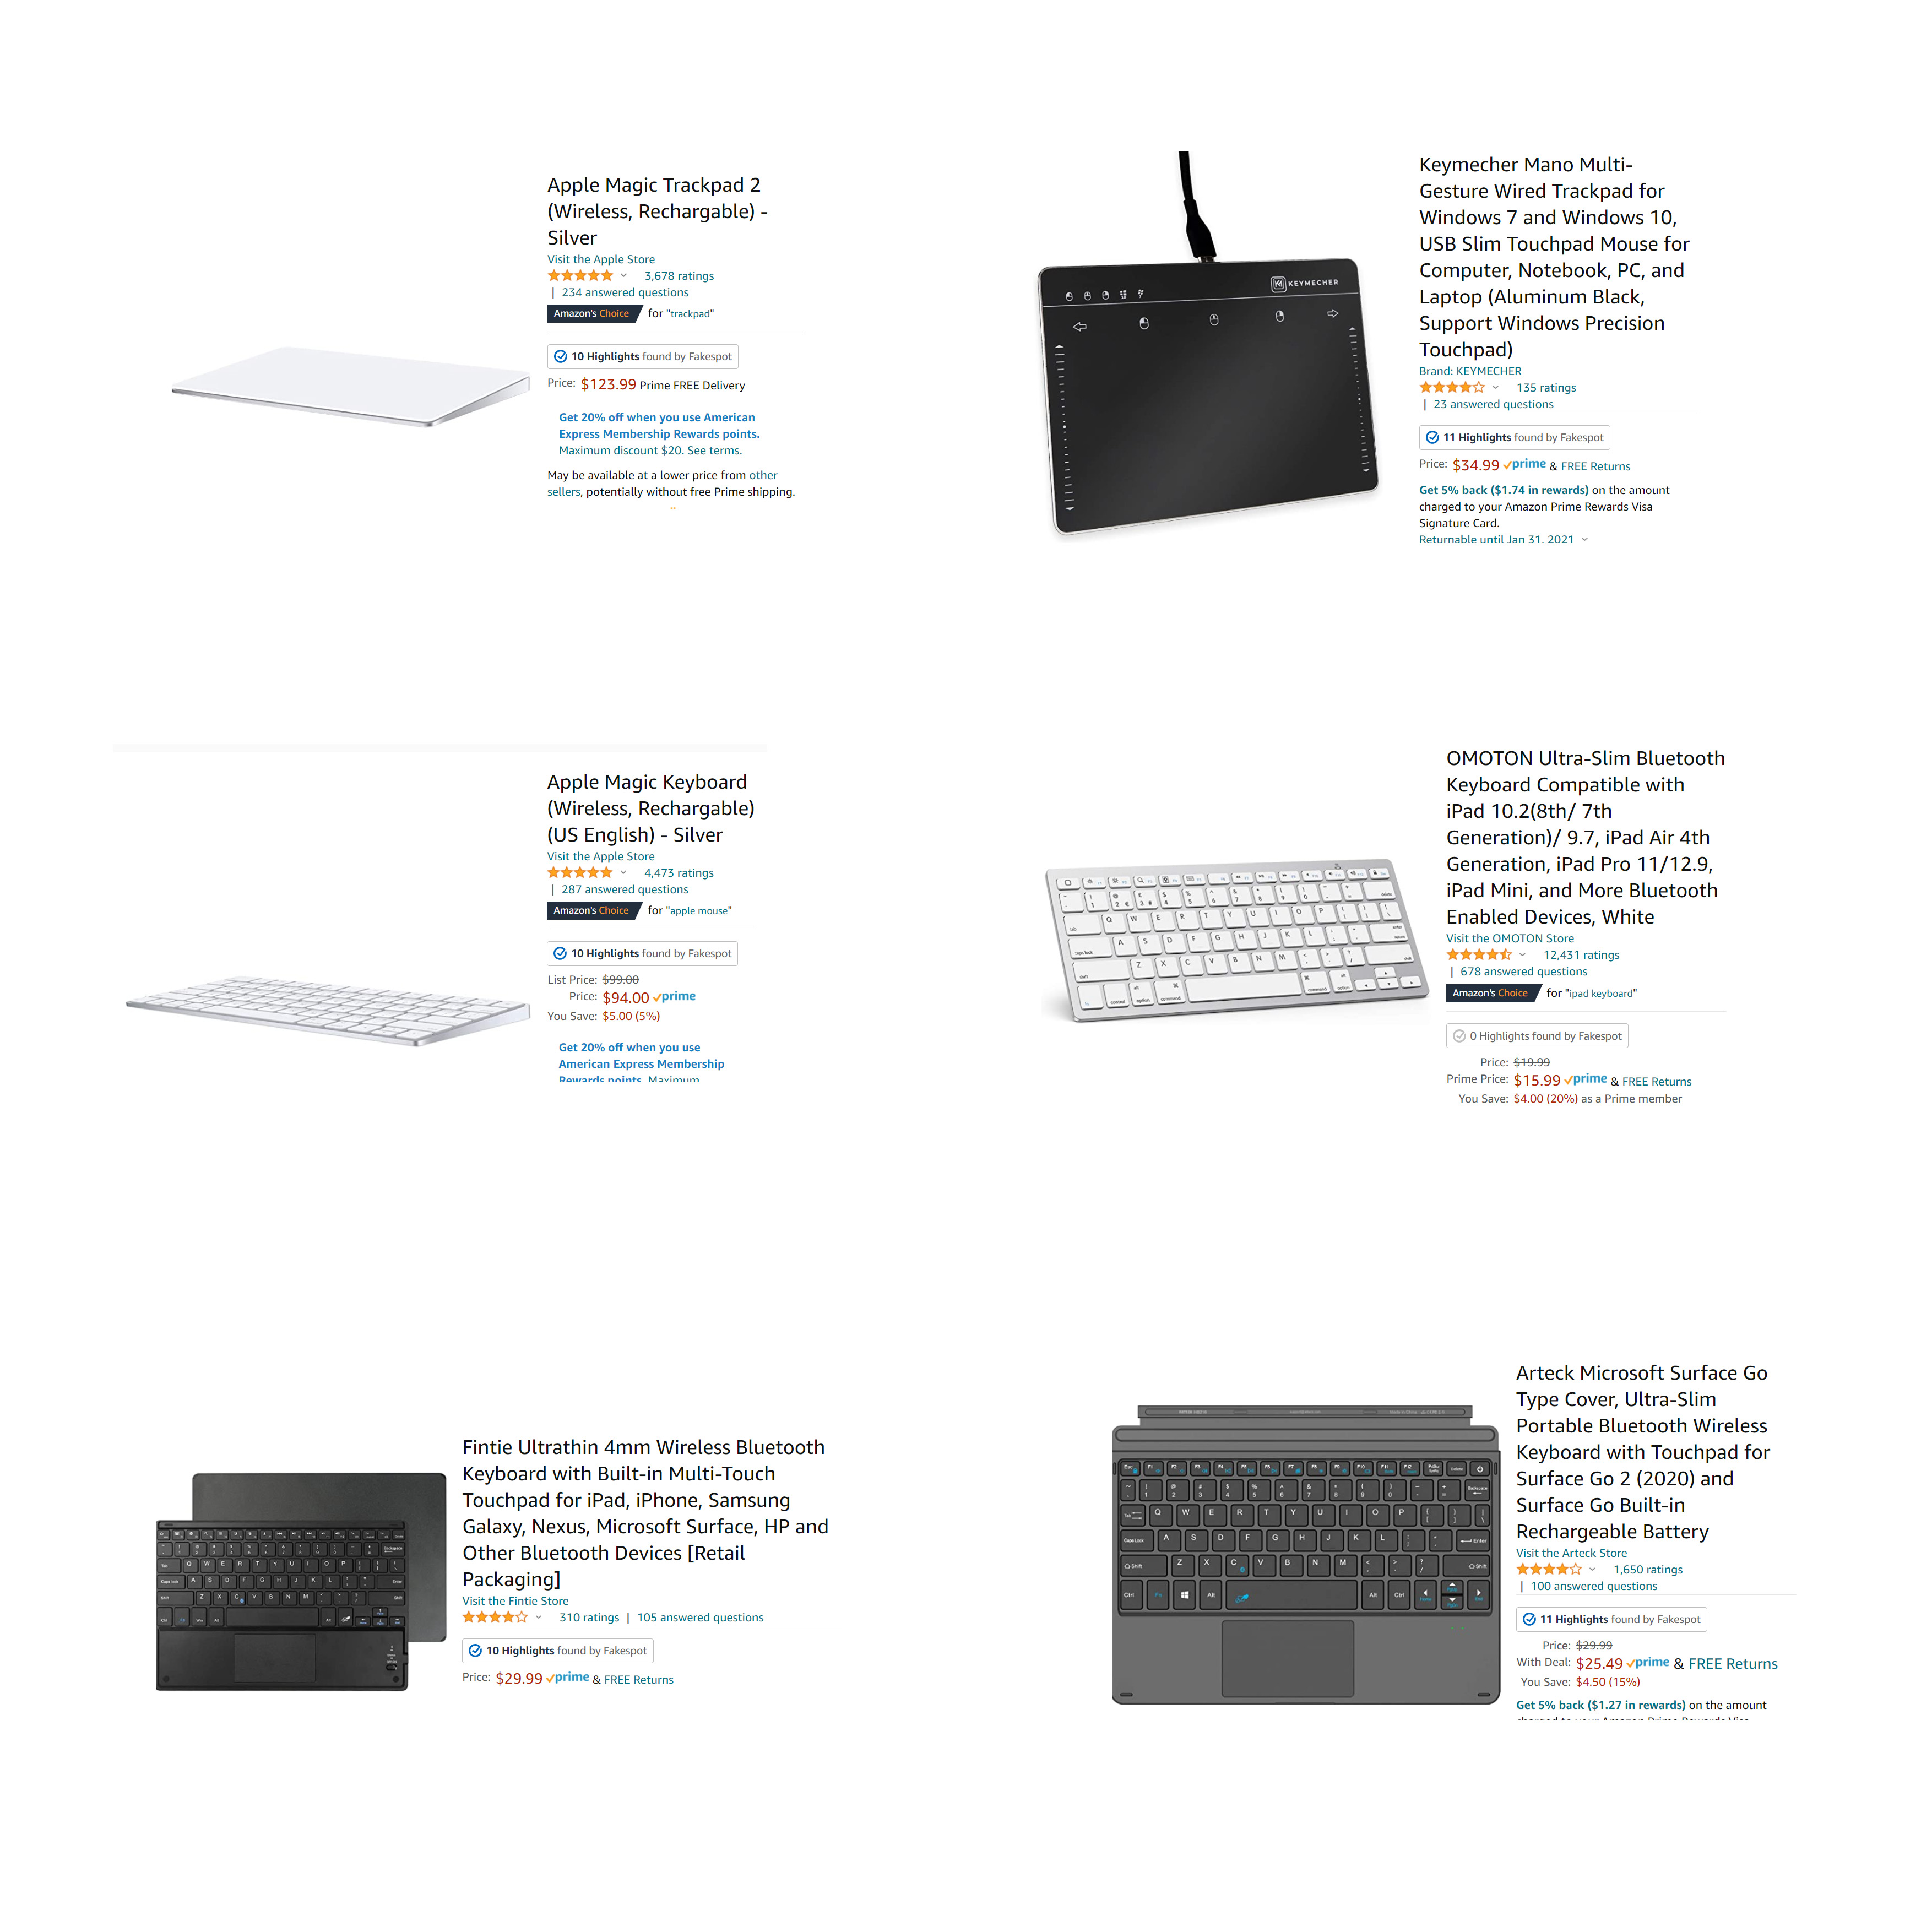 Apple Magic Trackpad 2
(Wireless, Rechargable) -
Silver
Visit the Apple Store
3,678 ratings
| 234 answered questions
Amazon's Choice for "trackpad"
10 Highlights found by Fakespot
Price: $123.99 Prime FREE Delivery
Get 20% off when you use American
Express Membership Rewards points.
Maximum discount $20. See terms.
May be available at a lower price from other
sellers, potentially without free Prime shipping.
KEYMECHER
Keymecher Mano Multi-
Gesture Wired Trackpad for
Windows 7 and Windows 10,
USB Slim Touchpad Mouse for
Computer, Notebook, PC, and
Laptop (Aluminum Black,
Support Windows Precision
Touchpad)
Brand: KEYMECHER
135 ratings
| 23 answered questions
11 Highlights found by Fakespot
Price: $34.99 prime & FREE Returns
Get 5% back ($1.74 in rewards) on the amount
charged to your Amazon Prime Rewards Visa
Signature Card.
Returnable until Jan 31, 2021
Apple Magic Keyboard
(Wireless, Rechargable)
(US English) - Silver
Visit the Apple Store
4,473 ratings
| 287 answered questions
Amazon's Choice for "apple mouse"
10 Highlights found by Fakespot
List Price: $99.00
Price: $94.00 prime
You Save: $5.00 (5%)
Get 20% off when you use
American Express Membership
Rewards points. Maximum
OMOTON Ultra-Slim Bluetooth
Keyboard Compatible with
iPad 10.2(8th/ 7th
Generation)/ 9.7, iPad Air 4th
Generation, iPad Pro 11/12.9,
iPad Mini, and More Bluetooth
Enabled Devices, White
Visit the OMOTON Store
12,431 ratings
| 678 answered questions
Amazon's Choice for "ipad keyboard"
0 Highlights found by Fakespot
Price: $19.99
Prime Price: $15.99 prime & FREE Returns
You Save: $4.00 (20%) as a Prime member
Fintie Ultrathin 4mm Wireless Bluetooth
Keyboard with Built-in Multi-Touch
Touchpad for iPad, iPhone, Samsung
Galaxy, Nexus, Microsoft Surface, HP and
Other Bluetooth Devices [Retail
Packaging]
Visit the Fintie Store
310 ratings | 105 answered questions
10 Highlights found by Fakespot
Price: $29.99 prime & FREE Returns
Arteck Microsoft Surface Go
Type Cover, Ultra-Slim
Portable Bluetooth Wireless
Keyboard with Touchpad for
Surface Go 2 (2020) and
Surface Go Built-in
Rechargeable Battery
Visit the Arteck Store
1,650 ratings
| 100 answered questions
11 Highlights found by Fakespot
Price: $29.99
With Deal: $25.49 prime & FREE Returns
You Save: $4.50 (15%)
Get 5% back ($1.27 in rewards) on the amount